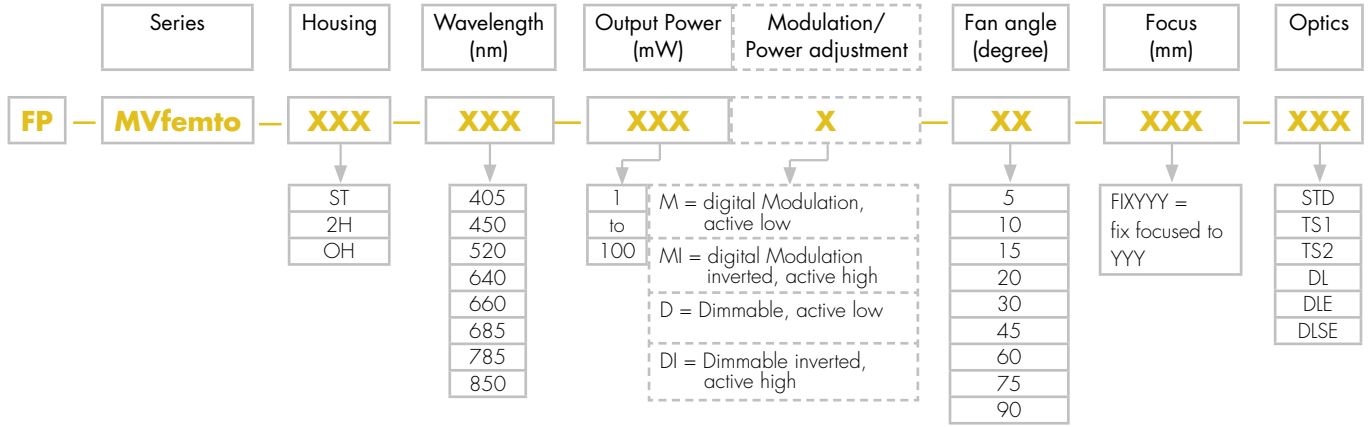 Series
Housing
Wavelength
(nm)
Output Power
(mW)
Modulation/
Power adjustment
Fan angle
(degree)
Focus
(mm)
Optics
FP — MVfemto — XXX — XXX — XXX X — XX — XXX — XXX
ST
2H
OH
405
450
520
640
660
685
785
850
1
to
100
M = digital Modulation,
active low
MI = digital Modulation
inverted, active high
D = Dimmable, active low
DI = Dimmable inverted,
active high
5
10
15
20
30
45
60
75
90
FIXYYY =
fix focused to
YYY
STD
TS1
TS2
DL
DLE
DLSE